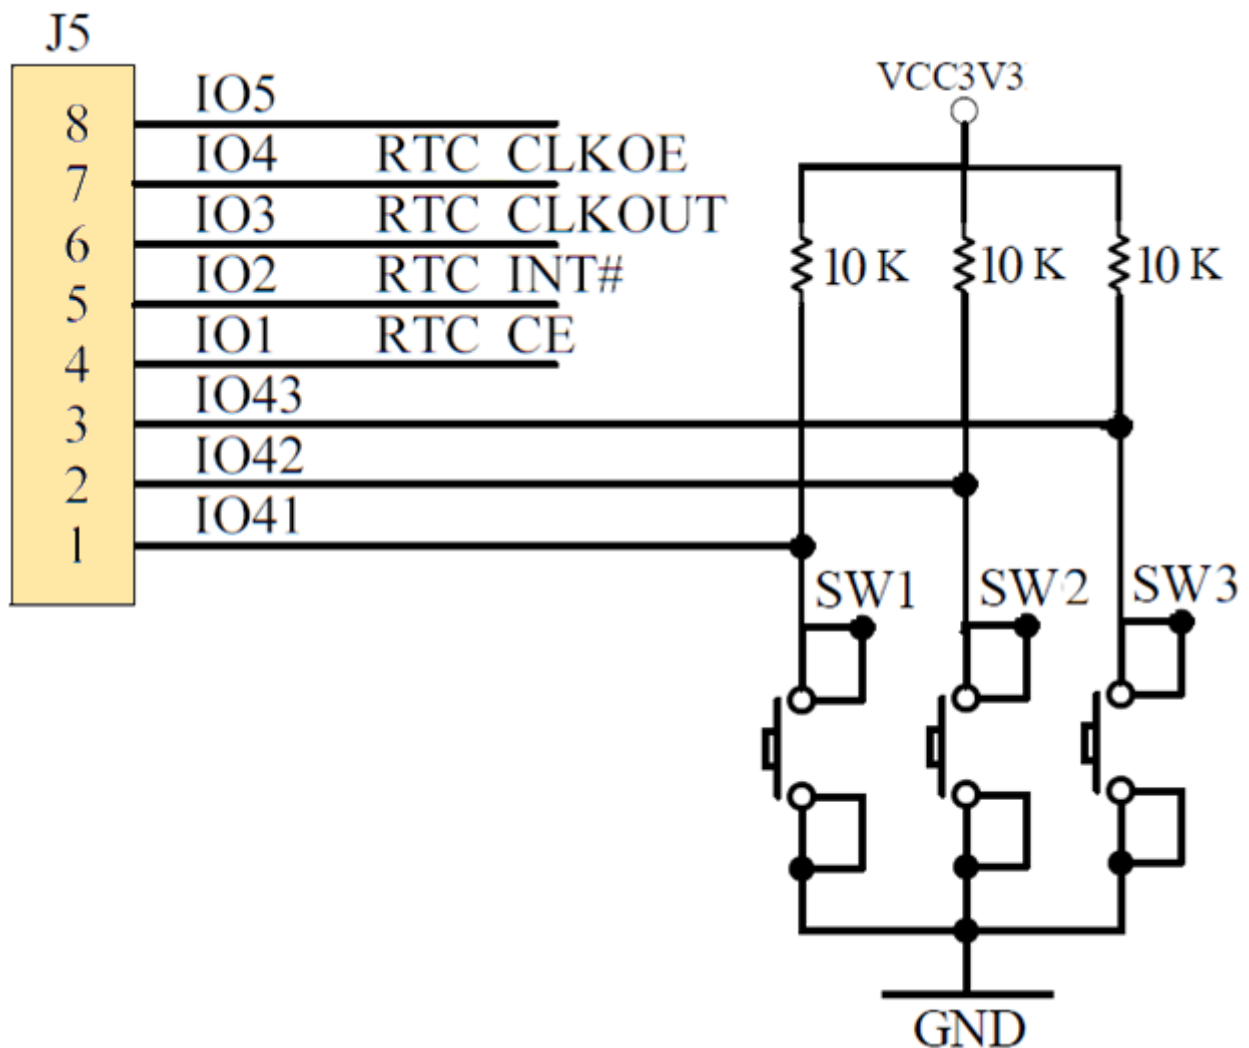 J5
VCC3V3
8 IO5
7 IO4 RTC CLKOE
6 IO3 RTC CLKOUT
5 IO2 RTC INT#
10 K 10 K 10 K
4 IO1 RTC CE
3 IO43
2 IO42
1 IO41
SW1 SW2 SW3
GND